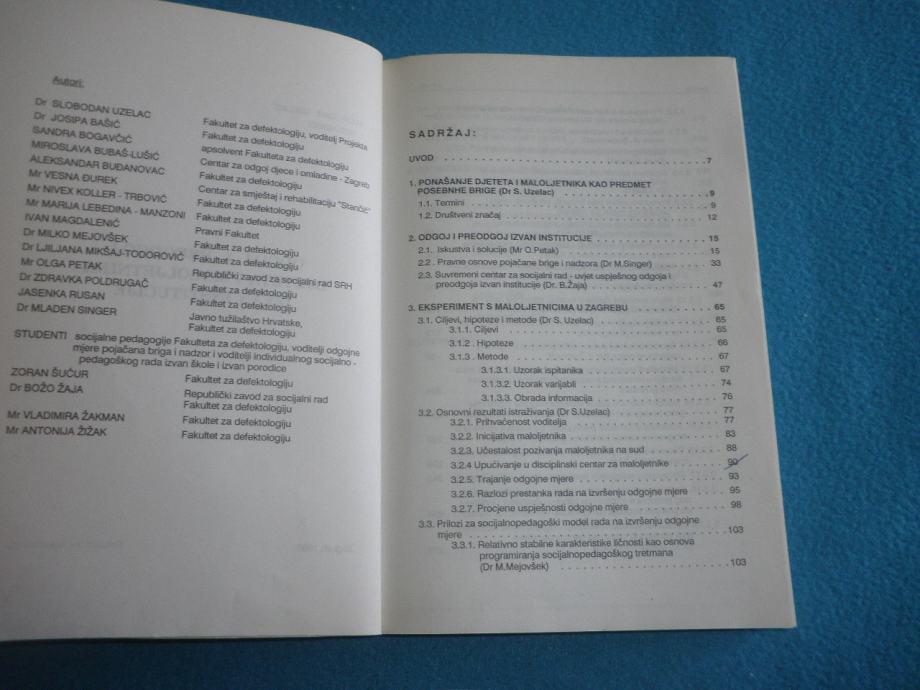 Autori:
Dr SLOBODAN UZELAC Fakultet za defektologiju, voditelj Projekta
Dr JOSIPA BAŠIĆ Fakultet za defektologiju
SANDRA BOGAVČIĆ apsolvent Fakulteta za defektologiju
MIROSLAVA BUBAŠ-LUŠIĆ Centar za odgoj djece i omladine - Zagreb
ALEKSANDAR BUĐANOVAC Fakultet za defektologiju
Mr VESNA ĐUREK Centar za smještaj i rehabilitaciju "Stančić"
Mr NIVEX KOLLER - TRBOVIĆ Fakultet za defektologiju
Mr MARIJA LEBEDINA - MANZONI Fakultet za defektologiju
IVAN MAGDALENIĆ Pravni Fakultet
Dr MILKO MEJOVŠEK Fakultet za defektologiju
Dr LJILJANA MIKŠAJ-TODOROVIĆ Fakultet za defektologiju
Mr OLGA PETAK Republički zavod za socijalni rad SRH
Dr ZDRAVKA POLDRUGAČ Fakultet za defektologiju
JASENKA RUSAN Javno tužilaštvo Hrvatske,
Dr MLADEN SINGER Fakultet za defektologiju
STUDENTI socijalne pedagogije Fakulteta za defektologiju, voditelji odgojne
mjere pojačana briga i nadzor i voditelji individualnog socijalno -
pedagoškog rada izvan škole i izvan porodice
ZORAN ŠUĆUR Fakultet za defektologiju
Dr BOŽO ŽAJA Republički zavod za socijalni rad
Fakultet za defektologiju
Mr VLADIMIRA ŽAKMAN Fakultet za defektologiju
Mr ANTONIJA ŽIŽAK Fakultet za defektologiju
SADRŽAJ:
UVOD 7
1. PONAŠANJE DJETETA I MALOLJETNIKA KAO PREDMET
POSEBNHE BRIGE (Dr S. Uzelac) 9
1.1. Termini 9
1.2. Društveni značaj 12
2. ODGOJ I PREODGOJ IZVAN INSTITUCIJE 15
2.1. Iskustva i solucije (Mr O.Petak) 15
2.2 . Pravne osnove pojačane brige i nadzora (Dr M.Singer) 33
2.3. Suvremeni centar za socijalni rad - uvjet uspješnog odgoja i
preodgoja izvan institucije (Dr. B.Žaja) 47
3. EKSPERIMENT S MALOLJETNICIMA U ZAGREBU 65
3.1. Ciljevi, hipoteze i metode (Dr S. Uzelac) 65
3.1.1. Ciljevi 65
3.1.2 . Hipoteze 66
3.1.3 . Metode 67
3.1.3.1. Uzorak ispitanika 67
3.1.3.2. Uzorak varijabli 74
3.1.3.3. Obrada informacija 76
3.2. Osnovni rezultati istraživanja (Dr S.Uzelac) 77
3.2.1. Prihvaćenost voditelja 77
3.2.2. Inicijativa maloljetnika 83
3.2.3. Učestalost pozivanja maloljetnika na sud 88
3.2.4 Upućivanje u disciplinski centar za maloljetnike 90
3.2.5. Trajanje odgojne mjere 93
3.2.6. Razlozi prestanka rada na izvršenju odgojne mjere 95
3.2.7. Procjene uspješnosti odgojne mjere 98
3.3. Prilozi za socijalnopedagoški model rada na izvršenju odgojne
mjere 103
3.3.1. Relativno stabilne karakteristike ličnosti kao osnova
programiranja socijalnopedagoškog tretmana
(Dr M.Mejovšek) 103